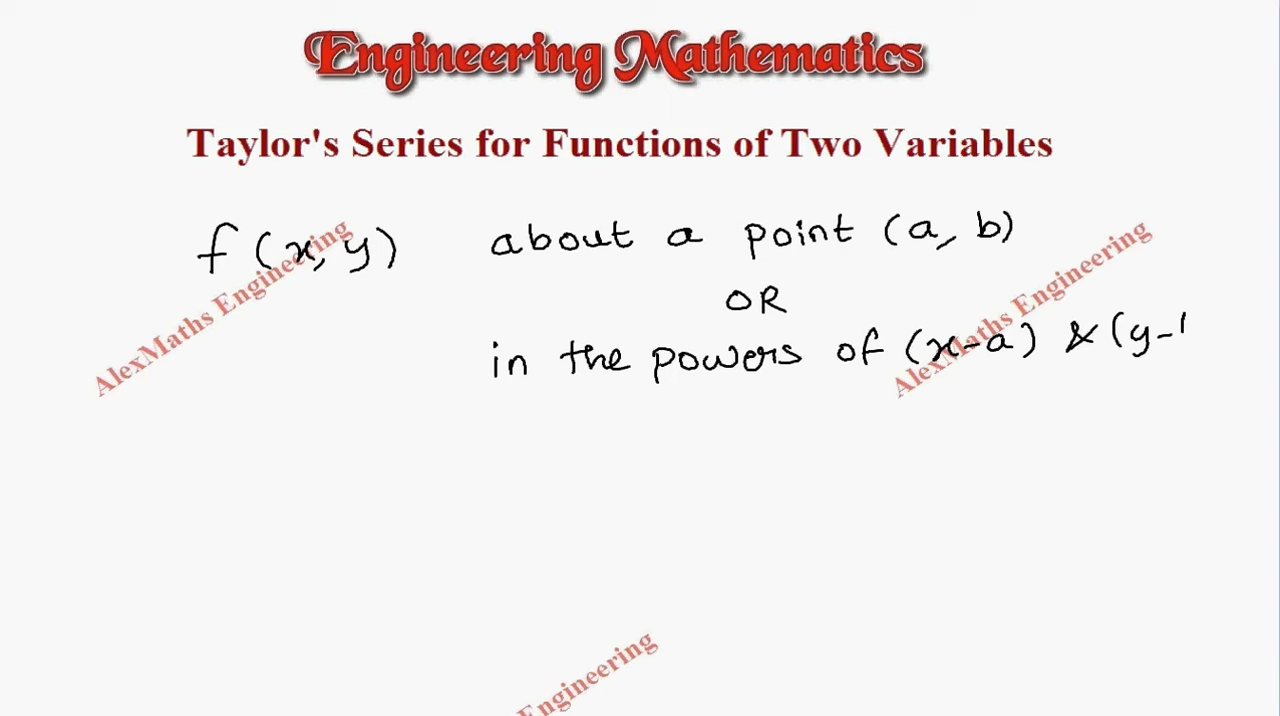 Engineering Mathematics
Taylor's Series for Functions of Two Variables
f(x,y) about a point (a, b)
OR
in the powers of (x-a) & (y-
AlexMaths Engineering
AlexMaths Engineering
Engineering